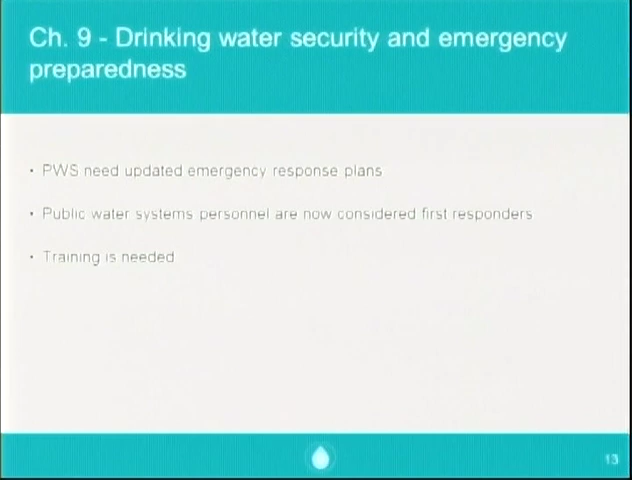 Ch. 9 - Drinking water security and emergency
preparedness
• PWS need updated emergency response plans
• Public water systems personnel are now considered first responders
• Training is needed
13